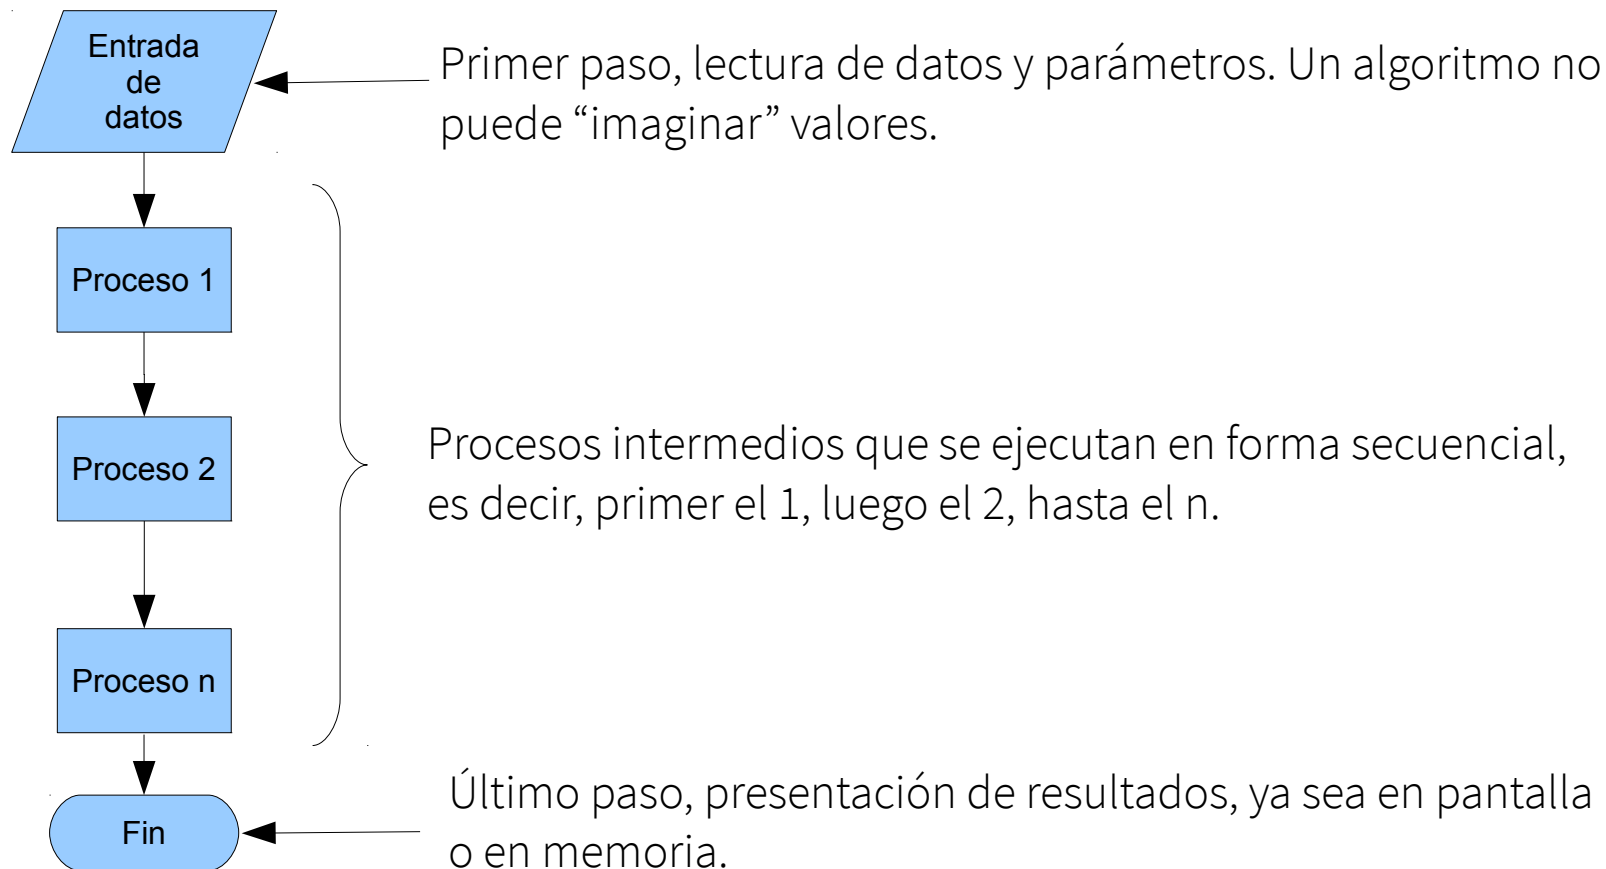 Entrada
de
datos
Primer paso, lectura de datos y parámetros. Un algoritmo no
puede “imaginar” valores.
Proceso 1
Proceso 2
Procesos intermedios que se ejecutan en forma secuencial,
es decir, primer el 1, luego el 2, hasta el n.
Proceso n
Último paso, presentación de resultados, ya sea en pantalla
o en memoria.
Fin